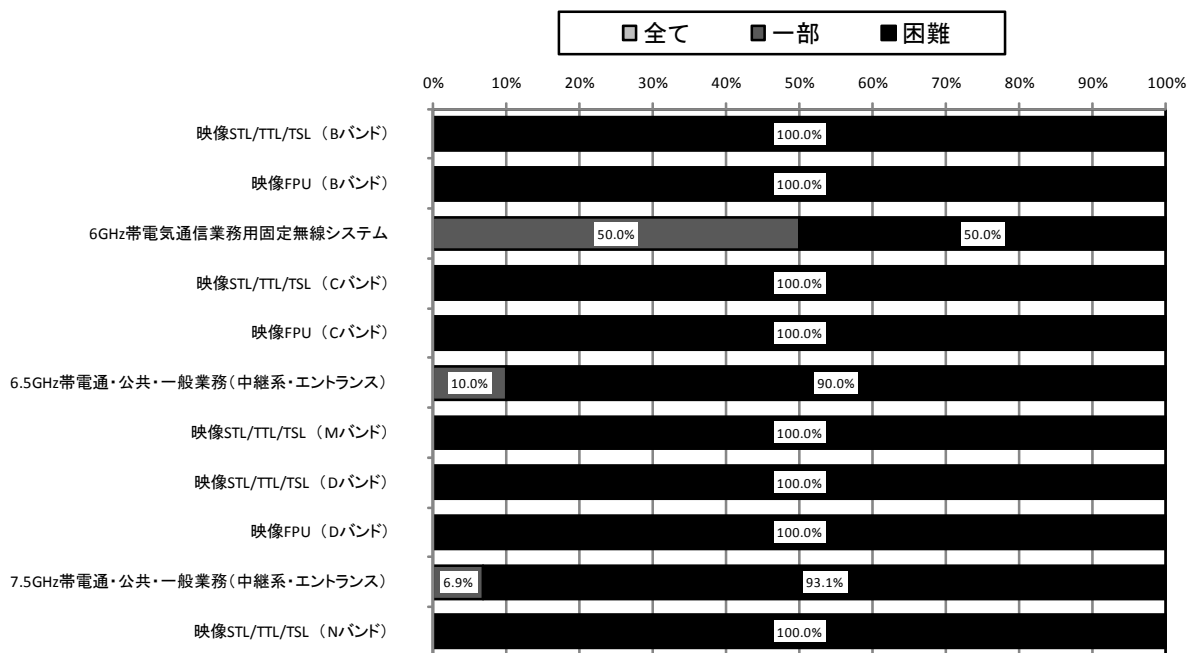 全て 一部 困難
0% 10% 20% 30% 40% 50% 60% 70% 80% 90% 100%
映像STL/TTL/TSL (Bバンド) 100.0%
映像FPU (Bバンド) 100.0%
6GHz帯電気通信業務用固定無線システム 50.0% 50.0%
映像STL/TTL/TSL (Cバンド) 100.0%
映像FPU (Cバンド) 100.0%
6.5GHz帯電通・公共・一般業務(中継系・エントランス) 10.0% 90.0%
映像STL/TTL/TSL (Mバンド) 100.0%
映像STL/TTL/TSL (Dバンド) 100.0%
映像FPU (Dバンド) 100.0%
7.5GHz帯電通・公共・一般業務(中継系・エントランス) 6.9% 93.1%
映像STL/TTL/TSL (Nバンド) 100.0%